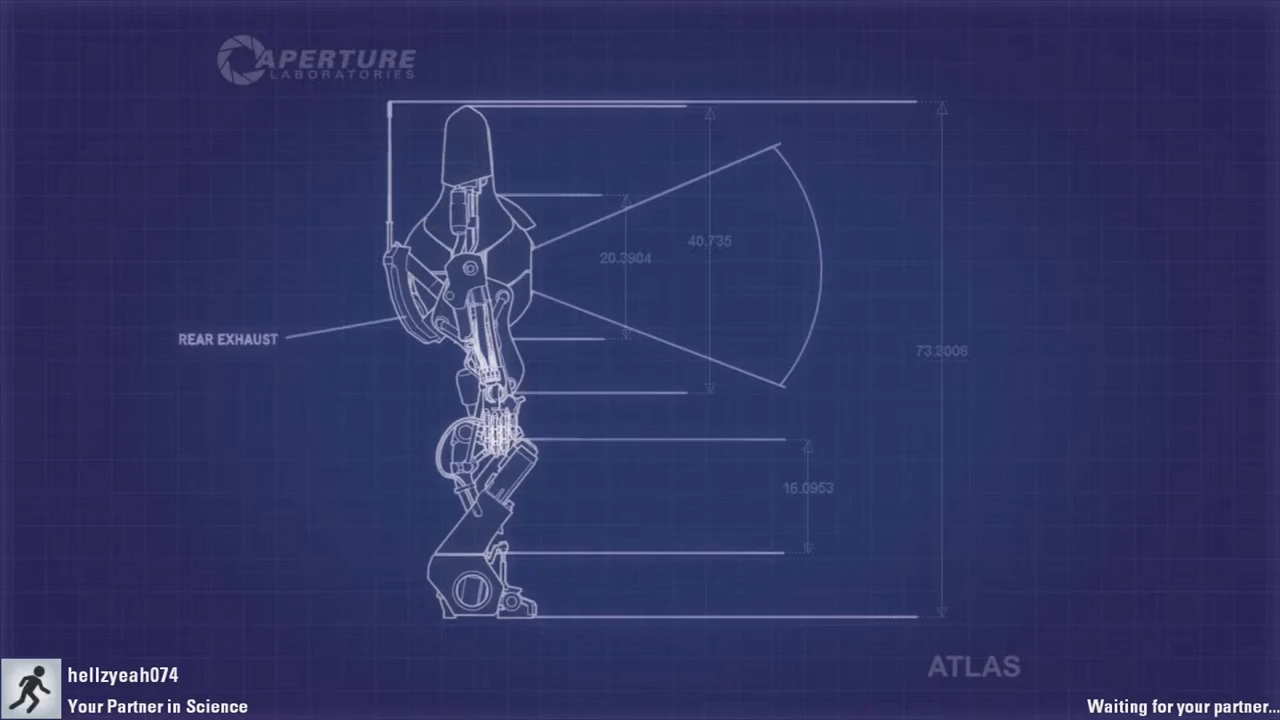 APERTURE
LABORATORIES
40.735
20.3904
REAR EXHAUST
73.3006
16.0953
ATLAS
hellzyeah074
Your Partner in Science
Waiting for your partner...